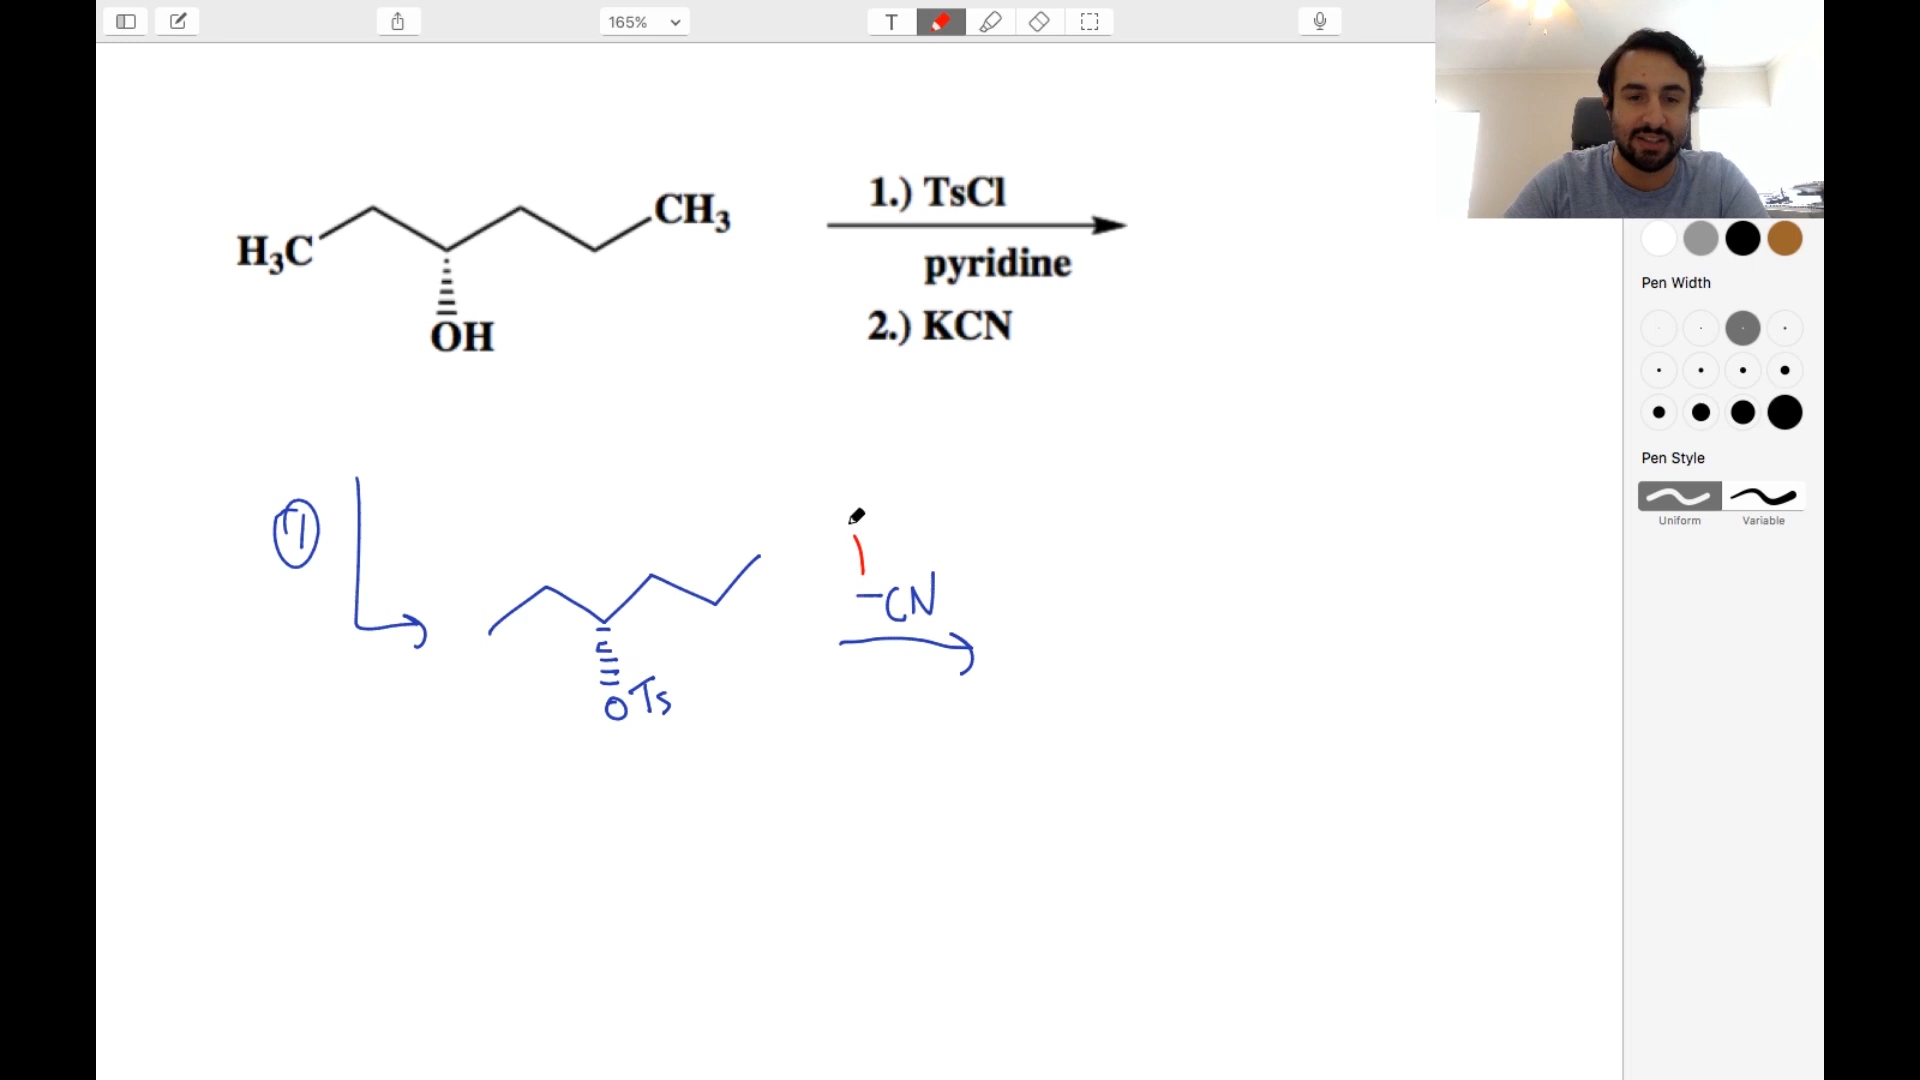 T
165%
1.) TsCl
CH3
H3C
pyridine
OH
2.) KCN
Pen Width
Pen Style
Uniform
Variable
1
-CN
OTs